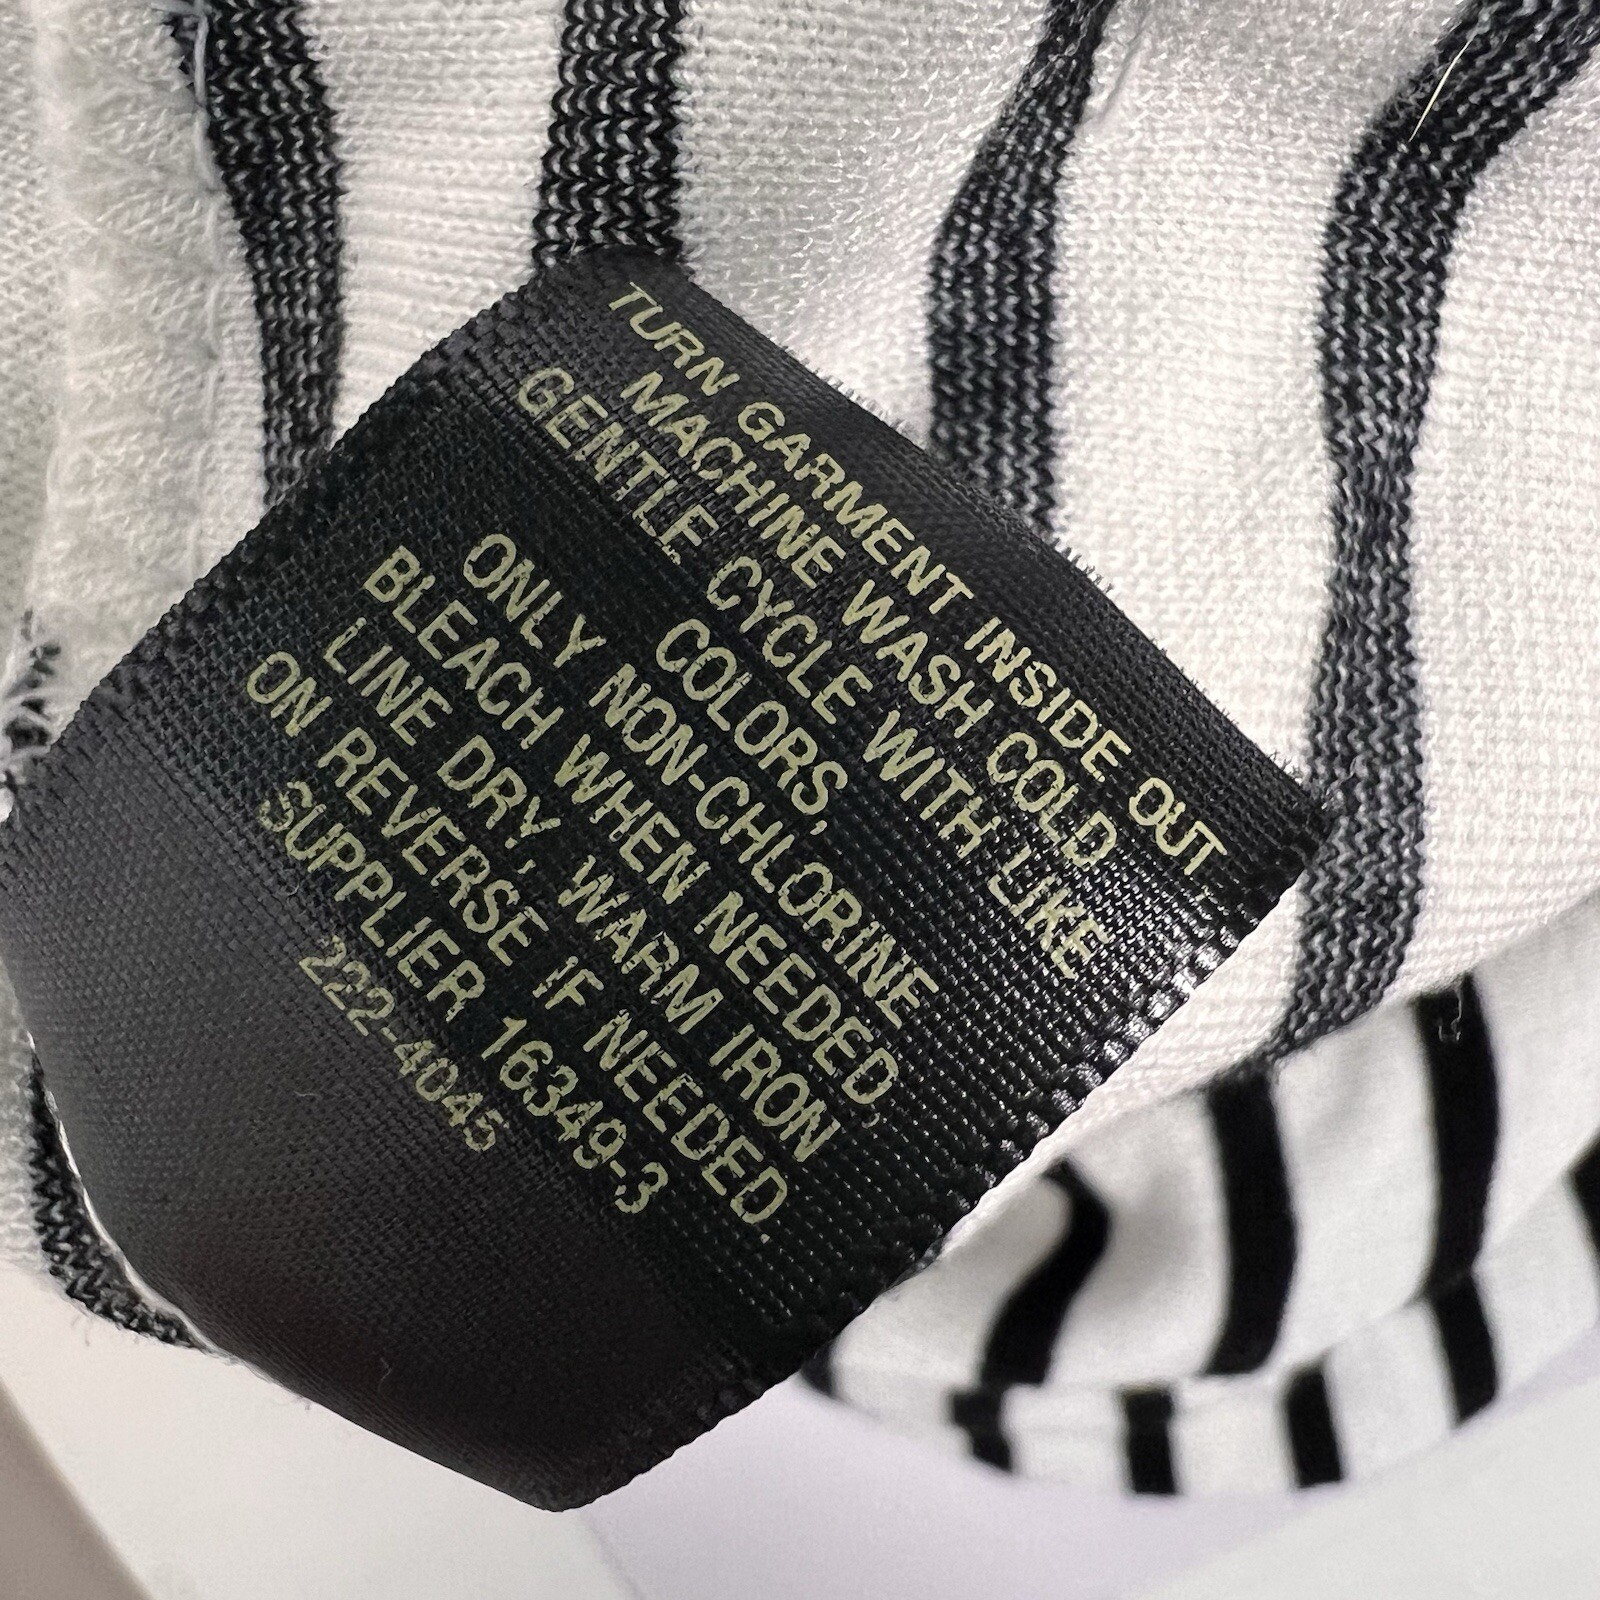 TURN GARMENT INSIDE OUT,
MACHINE WASH COLD
GENTLE CYCLE WITH LIKE
COLORS,
ONLY NON-CHLORINE
BLEACH WHEN NEEDED,
LINE DRY, WARM IRON
ON REVERSE IF NEEDED.
SUPPLIER 16349-3
222-4045